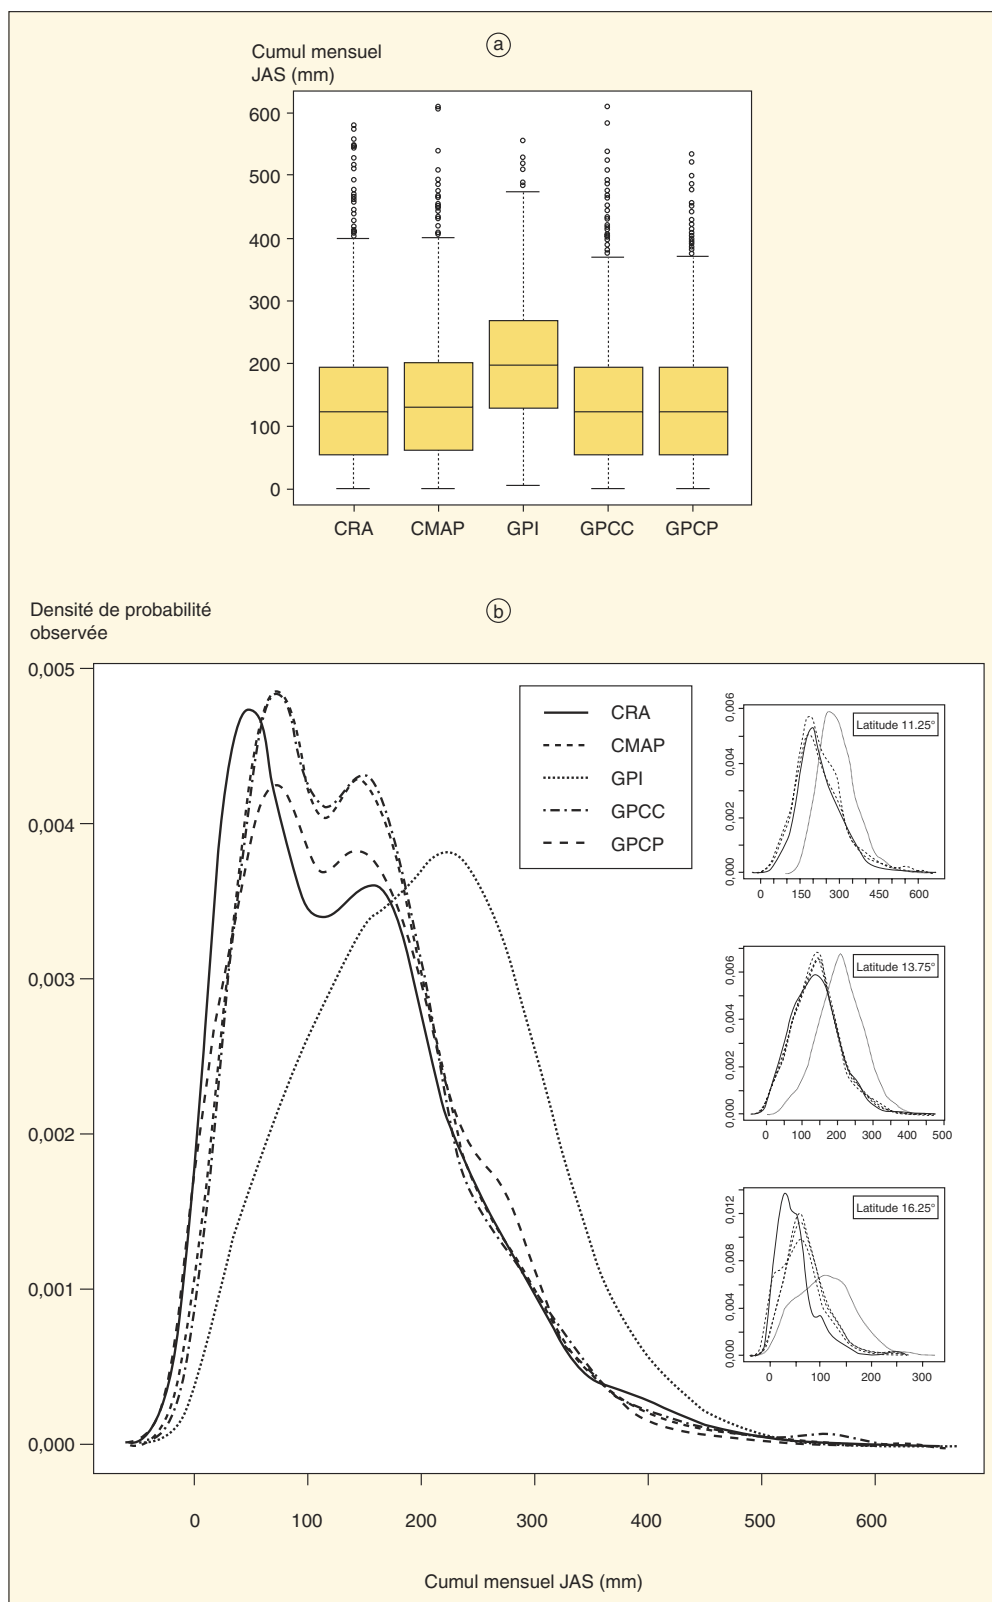 Cumul mensuel
JAS (mm)
a
600
500
400
300
200
100
0
CRA
CMAP
GPI
GPCC
GPCP
Densité de probabilité
observée
b
0,005
0,004
0,003
0,002
0,001
0,000
0
100
200
300
400
500
600
Cumul mensuel JAS (mm)
CRA
CMAP
GPI
GPCC
GPCP
Latitude 11.25°
0,006
0,004
0,002
0,000
0
150
300
450
600
Latitude 13.75°
0,006
0,004
0,002
0,000
0
100
200
300
400
500
Latitude 16.25°
0,012
0,008
0,004
0,000
0
100
200
300